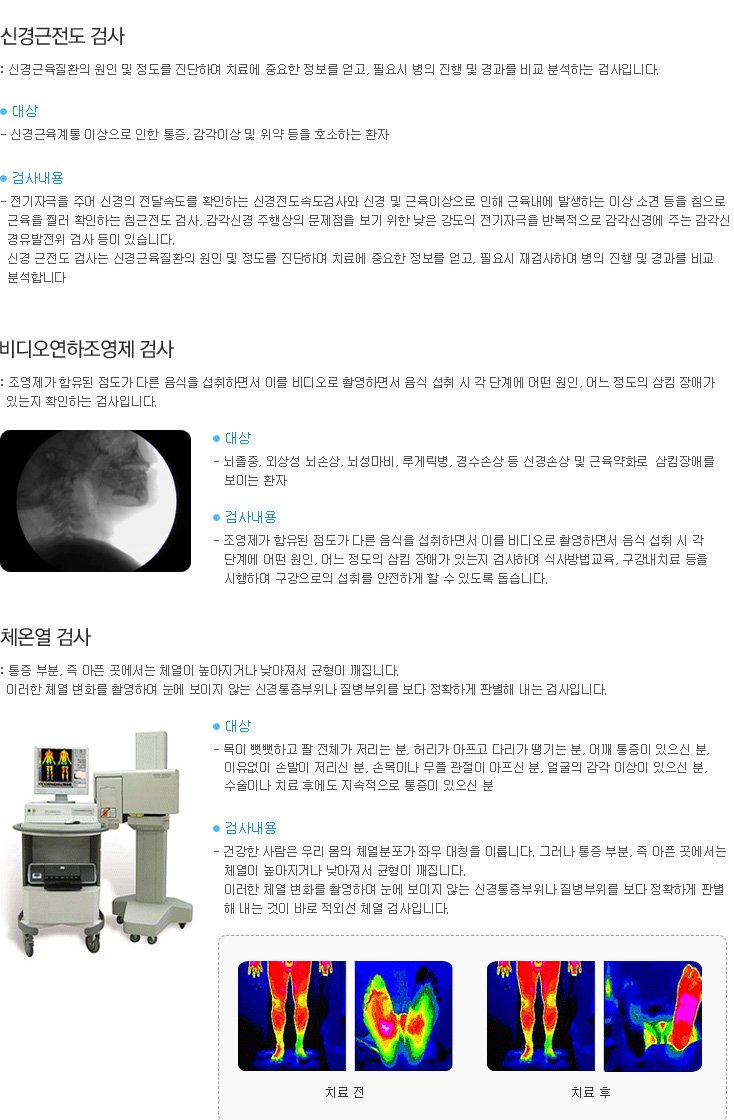 신경근전도 검사
: 신경근육질환의 원인 및 정도를 진단하여 치료에 중요한 정보를 얻고, 필요시 병의 진행 및 경과를 비교 분석하는 검사입니다.
• 대상
- 신경근육계통 이상으로 인한 통증, 감각이상 및 위약 등을 호소하는 환자
• 검사내용
- 전기자극을 주어 신경의 전달속도를 확인하는 신경전도속도검사와 신경 및 근육이상으로 인해 근육내에 발생하는 이상 소견 등을 침으로
근육을 찔러 확인하는 침근전도 검사, 감각신경 주행상의 문제점을 보기 위한 낮은 강도의 전기자극을 반복적으로 감각신경에 주는 감각신
경유발전위 검사 등이 있습니다.
신경 근전도 검사는 신경근육질환의 원인 및 정도를 진단하여 치료에 중요한 정보를 얻고, 필요시 재검사하여 병의 진행 및 경과를 비교
분석합니다
비디오연하조영제 검사
: 조영제가 함유된 점도가 다른 음식을 섭취하면서 이를 비디오로 촬영하면서 음식 섭취 시 각 단계에 어떤 원인, 어느 정도의 삼킴 장애가
있는지 확인하는 검사입니다.
• 대상
- 뇌졸중, 외상성 뇌손상, 뇌성마비, 루게릭병, 경수손상 등 신경손상 및 근육약화로 삼킴장애를
보이는 환자
• 검사내용
- 조영제가 함유된 점도가 다른 음식을 섭취하면서 이를 비디오로 촬영하면서 음식 섭취 시 각
단계에 어떤 원인, 어느 정도의 삼킴 장애가 있는지 검사하여 식사방법교육, 구강내치료 등을
시행하여 구강으로의 섭취를 안전하게 할 수 있도록 돕습니다.
체온열 검사
: 통증 부분, 즉 아픈 곳에서는 체열이 높아지거나 낮아져서 균형이 깨집니다.
이러한 체열 변화를 촬영하여 눈에 보이지 않는 신경통증부위나 질병부위를 보다 정확하게 판별해 내는 검사입니다.
• 대상
- 목이 뻣뻣하고 팔 전체가 저리는 분, 허리가 아프고 다리가 땡기는 분, 어깨 통증이 있으신 분,
이유없이 손발이 저리신 분, 손목이나 무플 관절이 아프신 분, 얼굴의 감각 이상이 있으신 분,
수술이나 치료 후에도 지속적으로 통증이 있으신 분
• 검사내용
- 건강한 사람은 우리 몸의 체열분포가 좌우 대칭을 이룹니다. 그러나 통증 부분, 즉 아픈 곳에서는
체열이 높아지거나 낮아져서 균형이 깨집니다.
이러한 체열 변화를 촬영하여 눈에 보이지 않는 신경통증부위나 질병부위를 보다 정확하게 판별
해 내는 것이 바로 적외선 체열 검사입니다.
치료 전
치료 후